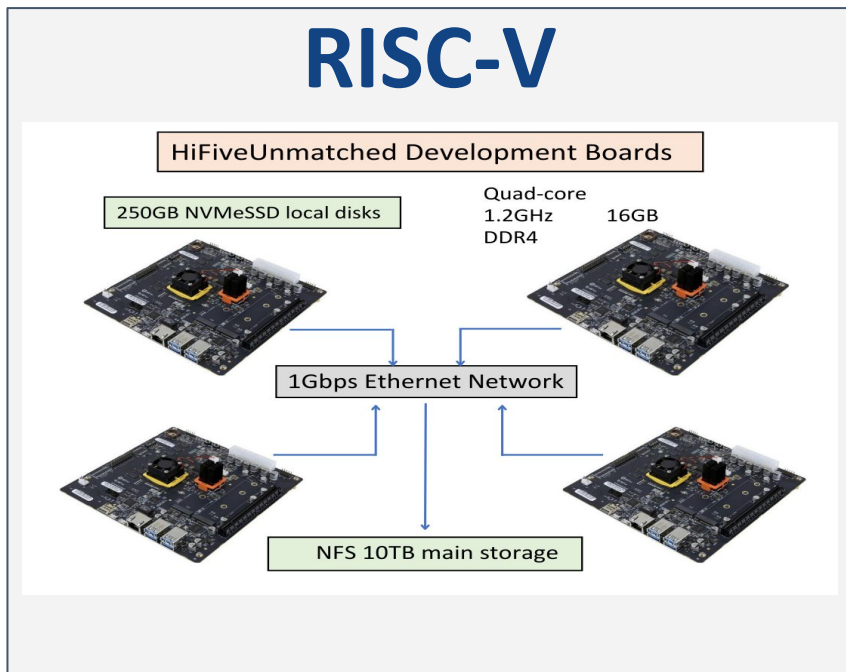 RISC-V
HiFiveUnmatched Development Boards
250GB NVMeSSD local disks
Quad-core
1.2GHz 16GB
DDR4
1Gbps Ethernet Network
NFS 10TB main storage